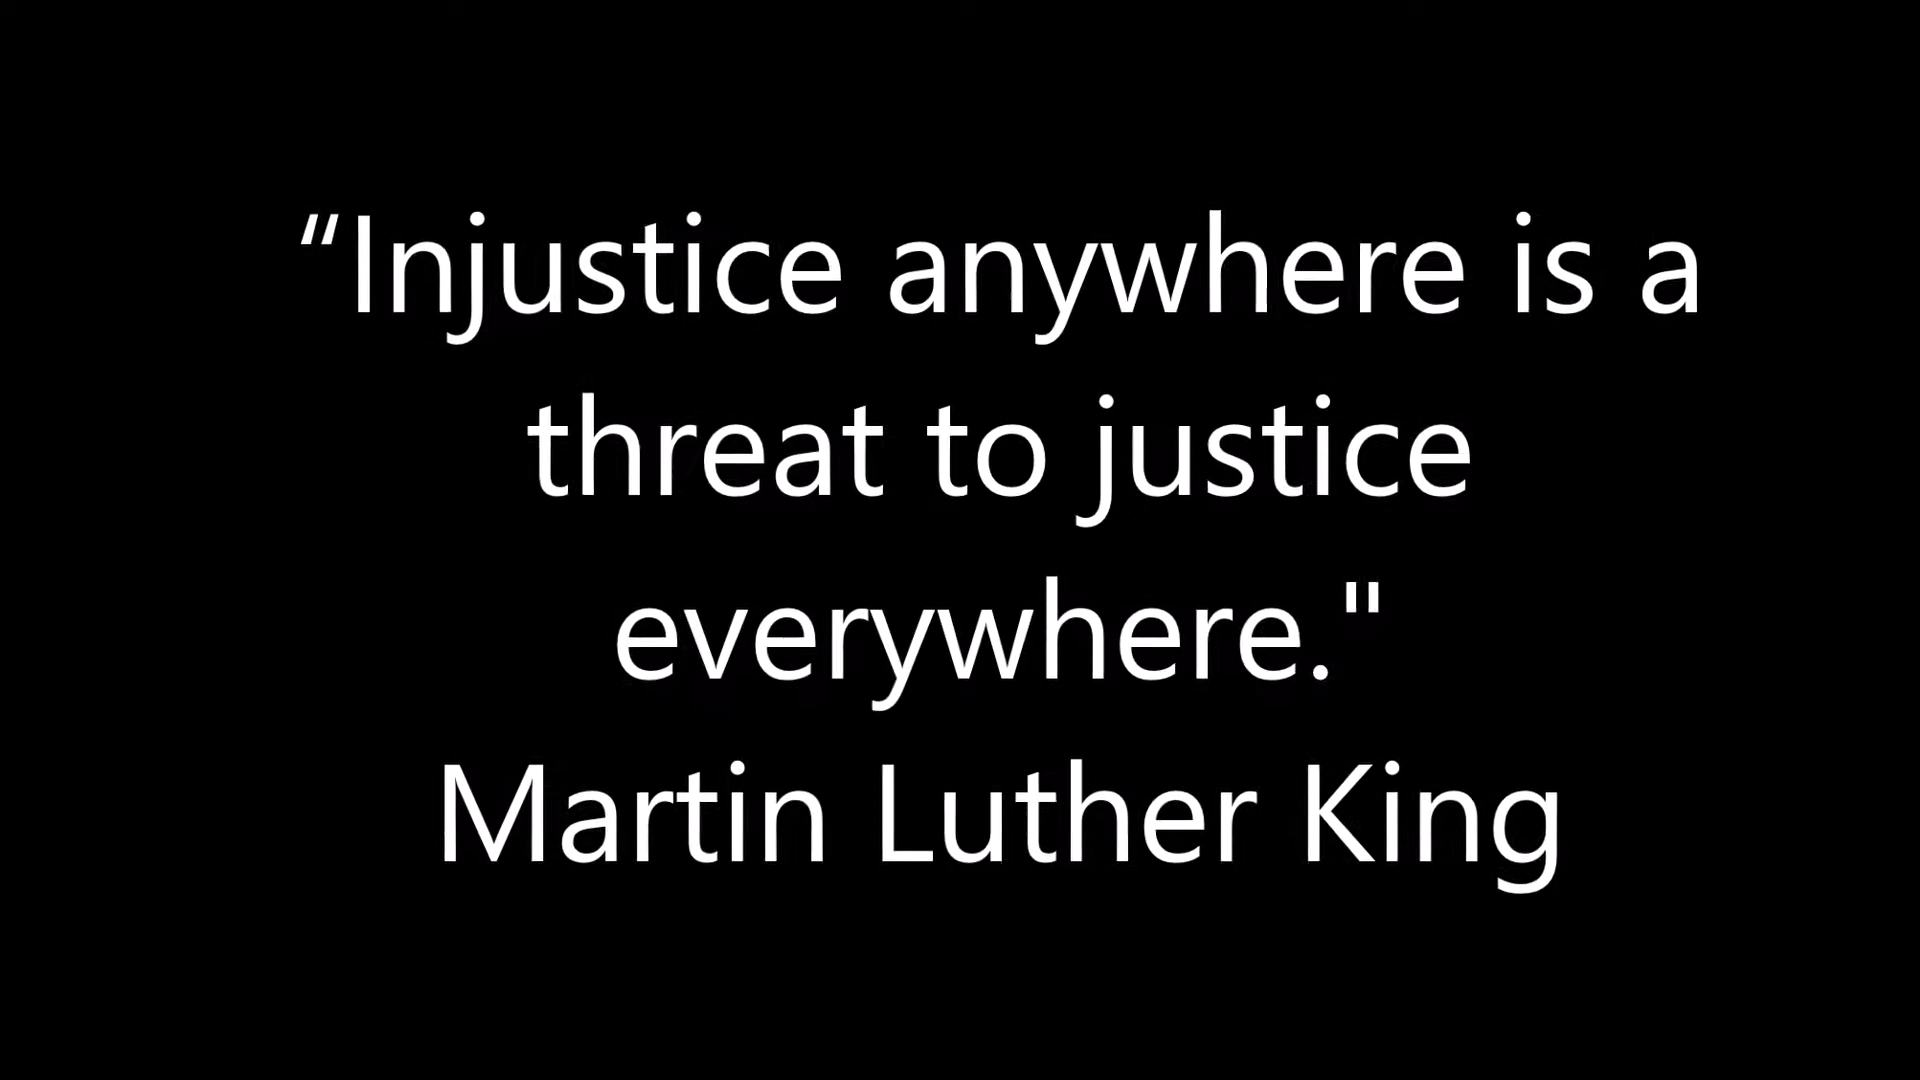 “Injustice anywhere is a
threat to justice
everywhere."
Martin Luther King